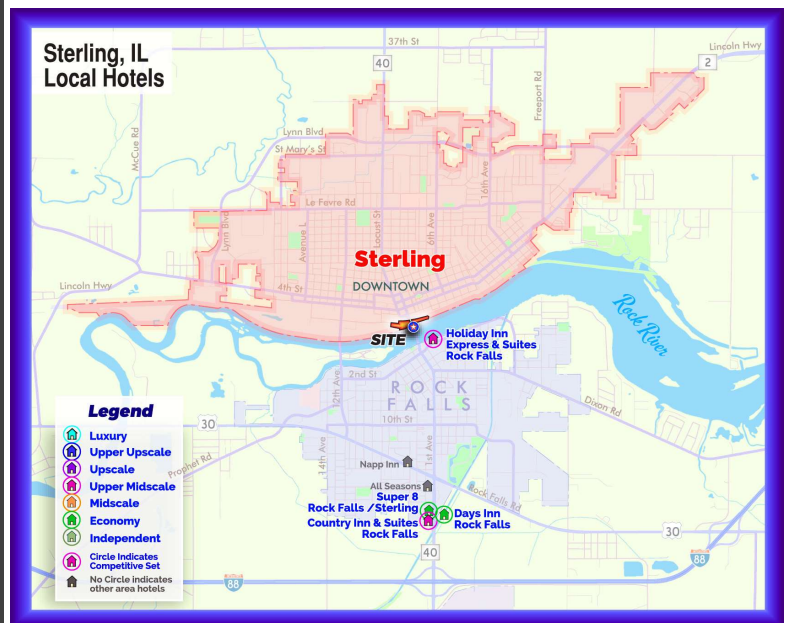 Sterling, IL
Local Hotels
37th St
Lincoln Hwy
40
2
McCue Rd
Freeport Rd
Lynn Blvd
St Mary's St
16th Ave
Le Fevre Rd
Lynn Blvd
Avenue L
Locust St
6th Ave
Sterling
Lincoln Hwy
4th St
DOWNTOWN
Rock River
SITE
Holiday Inn
Express & Suites
Rock Falls
2nd St
12th Ave
ROCK
FALLS
Dixon Rd
10th St
30
Prophet Rd
14th Ave
1st Ave
Napp Inn
All Seasons
Rock Falls Rd
Super 8
Rock Falls /Sterling
Days Inn
Rock Falls
Country Inn & Suites
Rock Falls
30
40
88
88
Legend
Luxury
Upper Upscale
Upscale
Upper Midscale
Midscale
Economy
Independent
Circle Indicates
Competitive Set
No Circle indicates
other area hotels